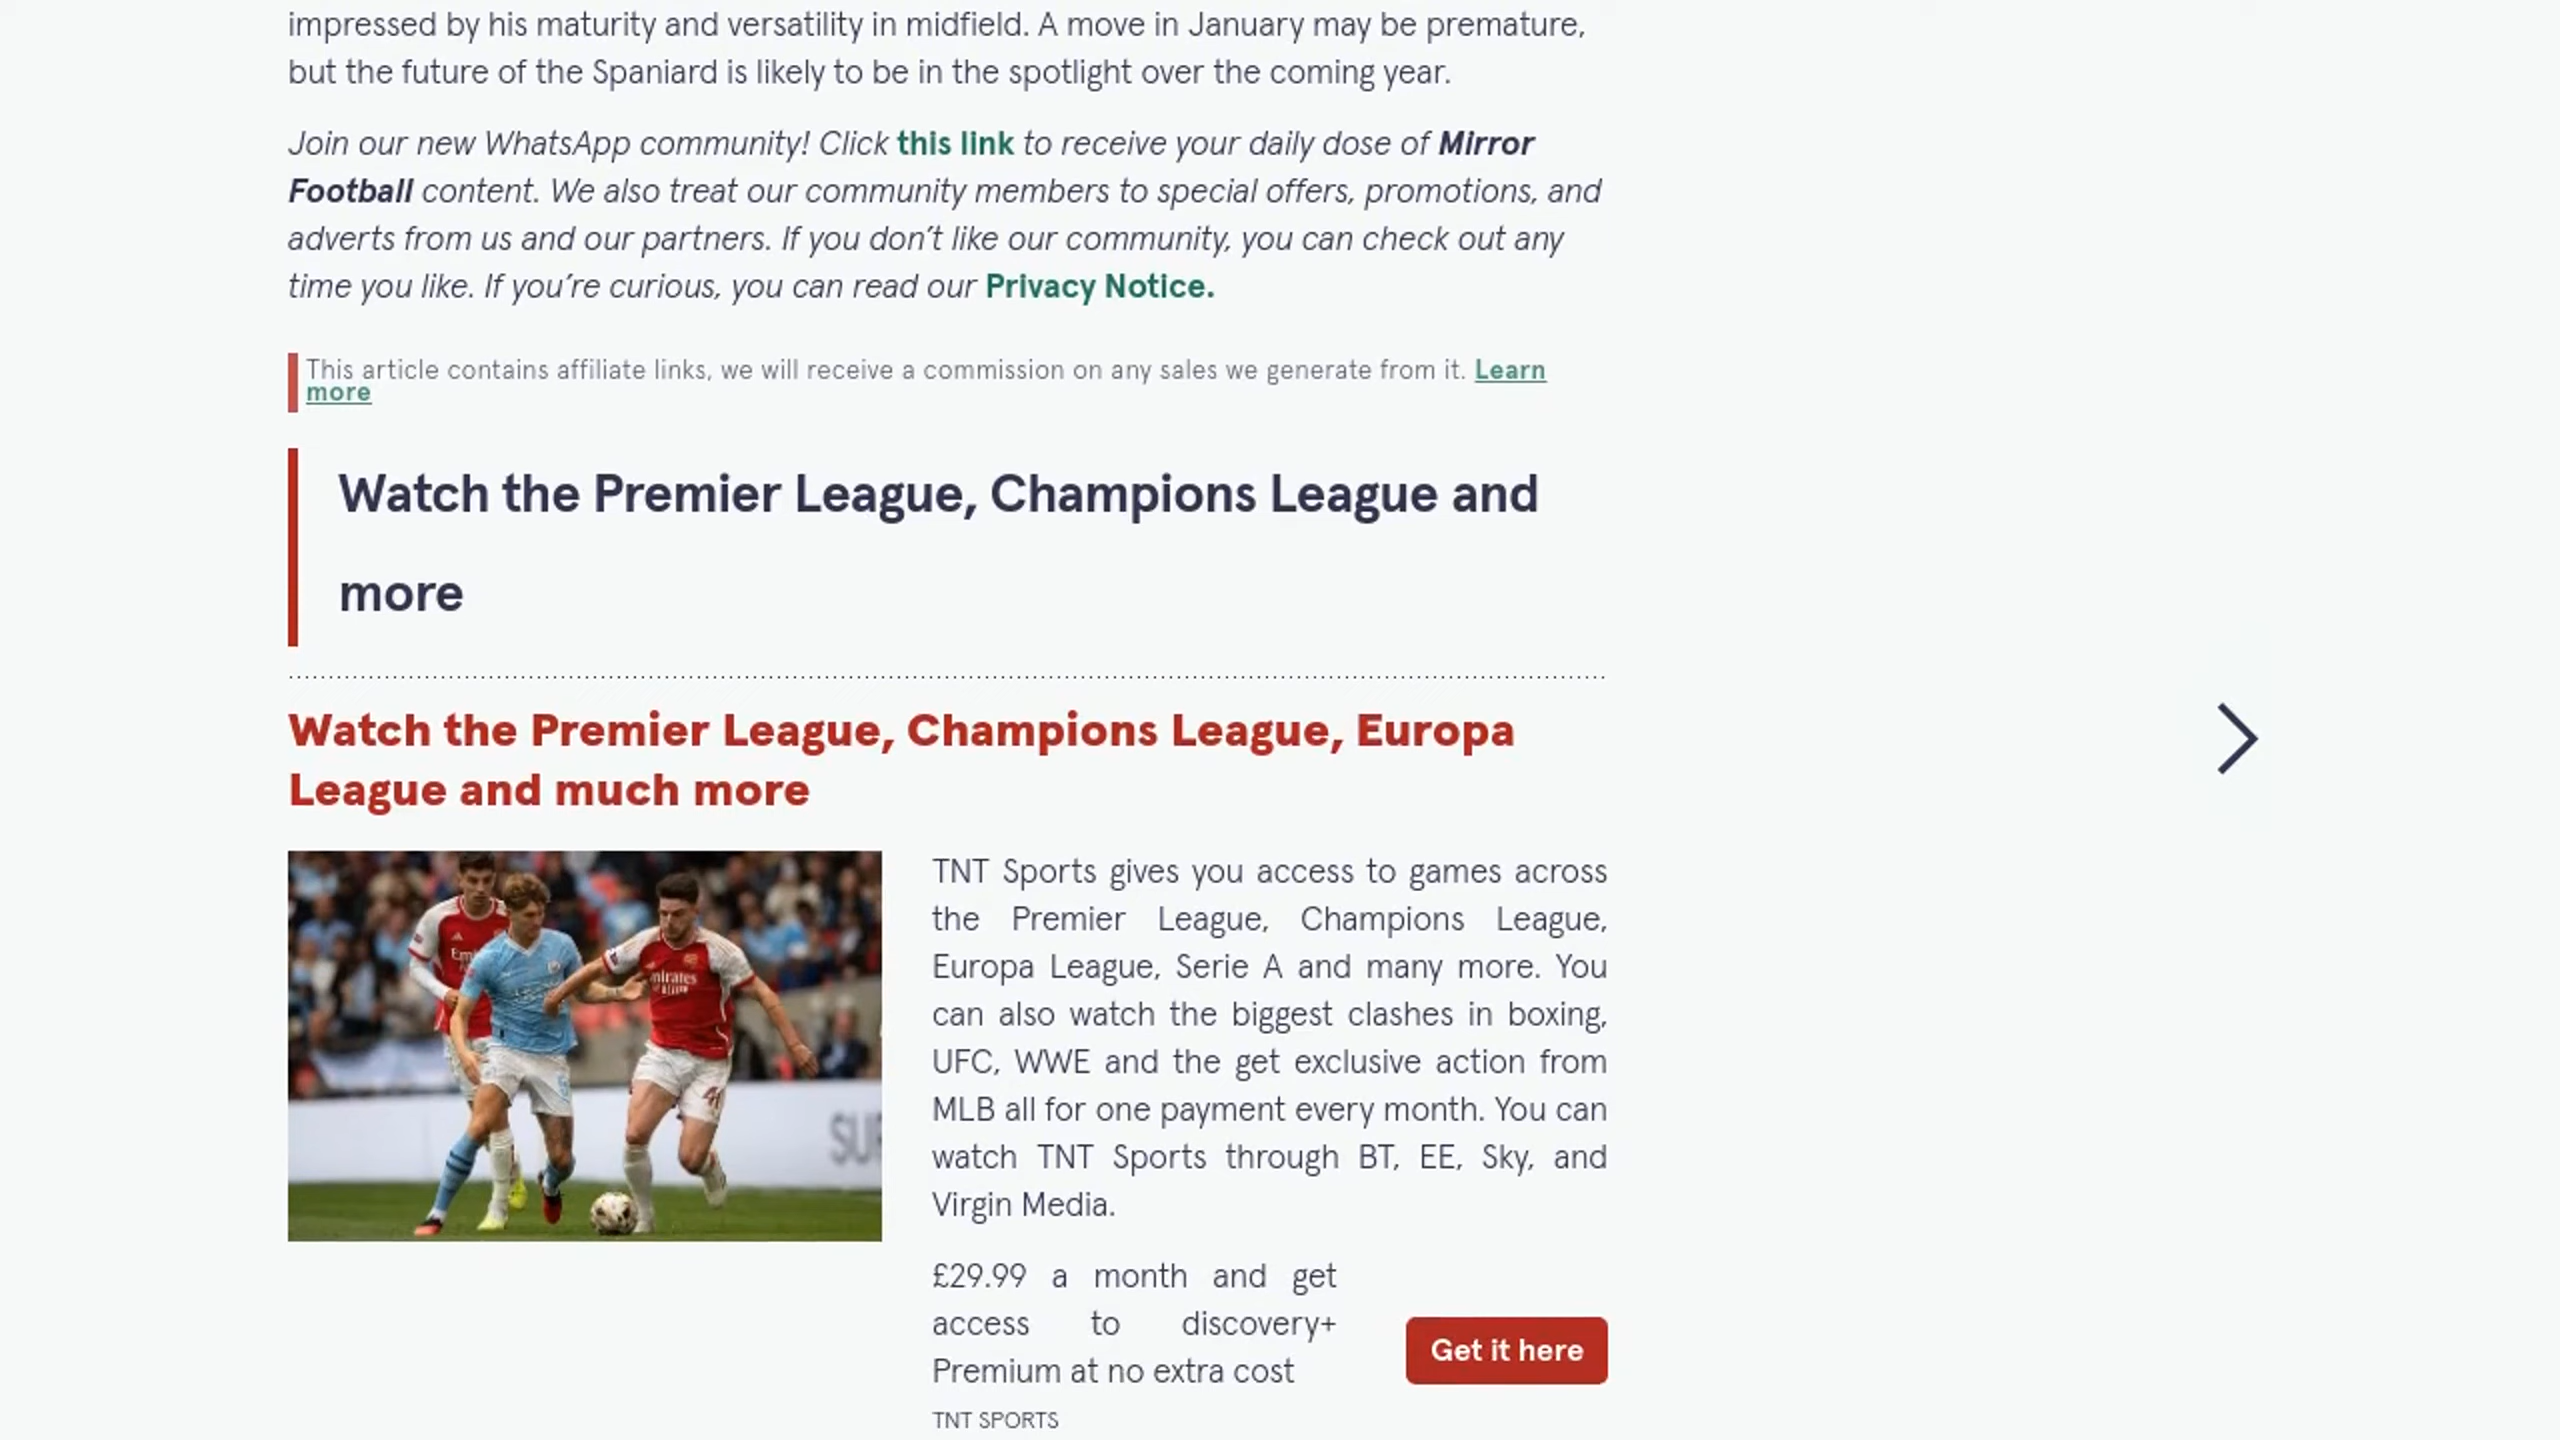 impressed by his maturity and versatility in midfield. A move in January may be premature,
but the future of the Spaniard is likely to be in the spotlight over the coming year.
Join our new WhatsApp community! Click this link to receive your daily dose of Mirror
Football content. We also treat our community members to special offers, promotions, and
adverts from us and our partners. If you don’t like our community, you can check out any
time you like. If you’re curious, you can read our Privacy Notice.
This article contains affiliate links, we will receive a commission on any sales we generate from it. Learn
more
Watch the Premier League, Champions League and
more
Watch the Premier League, Champions League, Europa
League and much more
TNT Sports gives you access to games across
the Premier League, Champions League,
Europa League, Serie A and many more. You
can also watch the biggest clashes in boxing,
UFC, WWE and the get exclusive action from
MLB all for one payment every month. You can
watch TNT Sports through BT, EE, Sky, and
Virgin Media.
£29.99 a month and get
access to discovery+
Premium at no extra cost
Get it here
TNT SPORTS